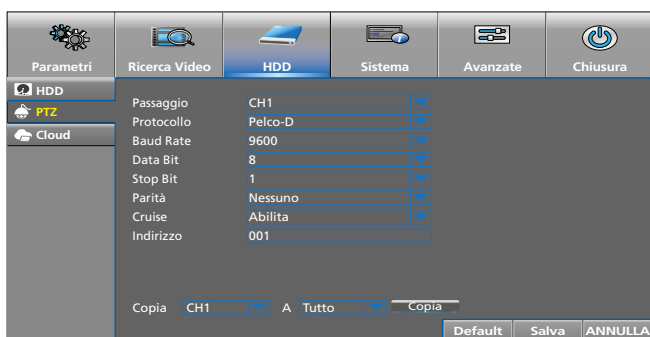 Parametri Ricerca Video HDD Sistema Avanzate Chiusura
HDD
PTZ
Cloud
Passaggio CH1
Protocollo Pelco-D
Baud Rate 9600
Data Bit 8
Stop Bit 1
Parità Nessuno
Cruise Abilita
Indirizzo 001
Copia CH1 A Tutto Copia
Default Salva ANNULLA